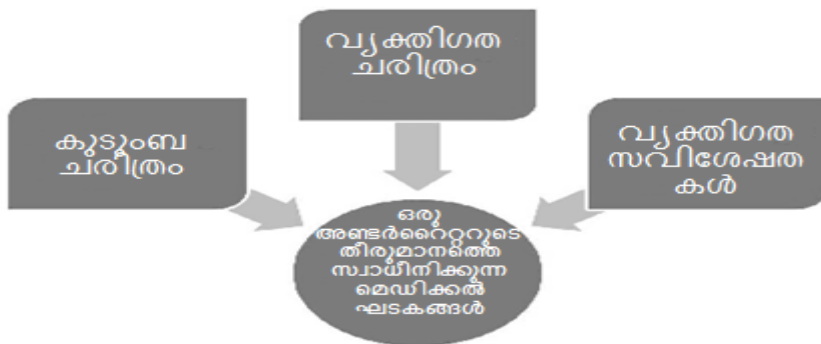 വ്യക്തിഗത
ചരിത്രം
കുടുംബ
ചരിത്രം
വ്യക്തിഗത
സവിശേഷത
കൾ
ഒരു
അണ്ടർറൈറ്ററുടെ
തീരുമാനത്തെ
സ്വാധീനിക്കുന്ന
മെഡിക്കൽ
ഘടകങ്ങൾ